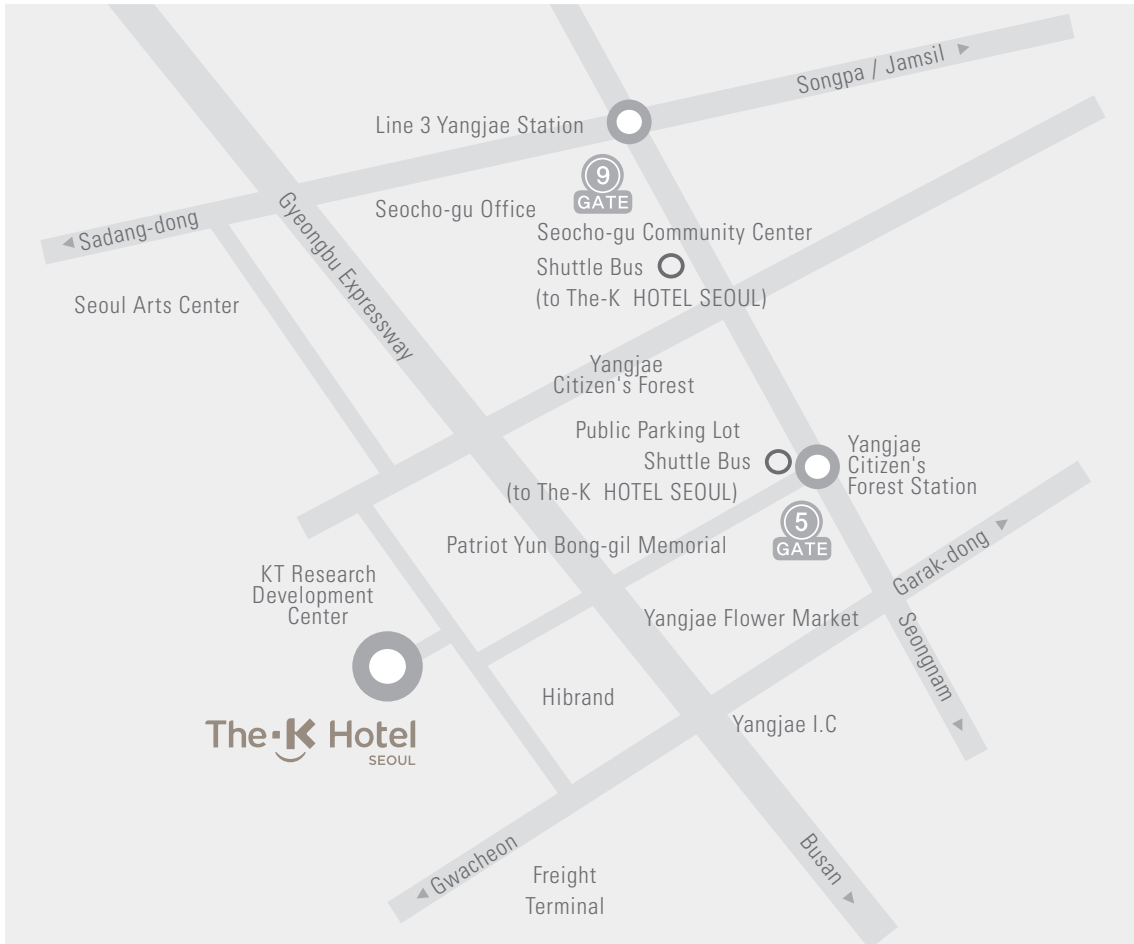 Songpa / Jamsil ▶
Line 3 Yangjae Station
9
GATE
Seocho-gu Office
Gyeongbu Expressway
◀ Sadang-dong
Seocho-gu Community Center
Shuttle Bus
(to The-K HOTEL SEOUL)
Seoul Arts Center
Yangjae
Citizen's Forest
Public Parking Lot
Shuttle Bus
(to The-K HOTEL SEOUL)
Yangjae
Citizen's
Forest Station
5
GATE
Patriot Yun Bong-gil Memorial
Garak-dong ▶
KT Research
Development
Center
Yangjae Flower Market
Seongnam ▶
Hibrand
Yangjae I.C
The-K Hotel
SEOUL
◀ Gwacheon
Freight
Terminal
Busan ▶